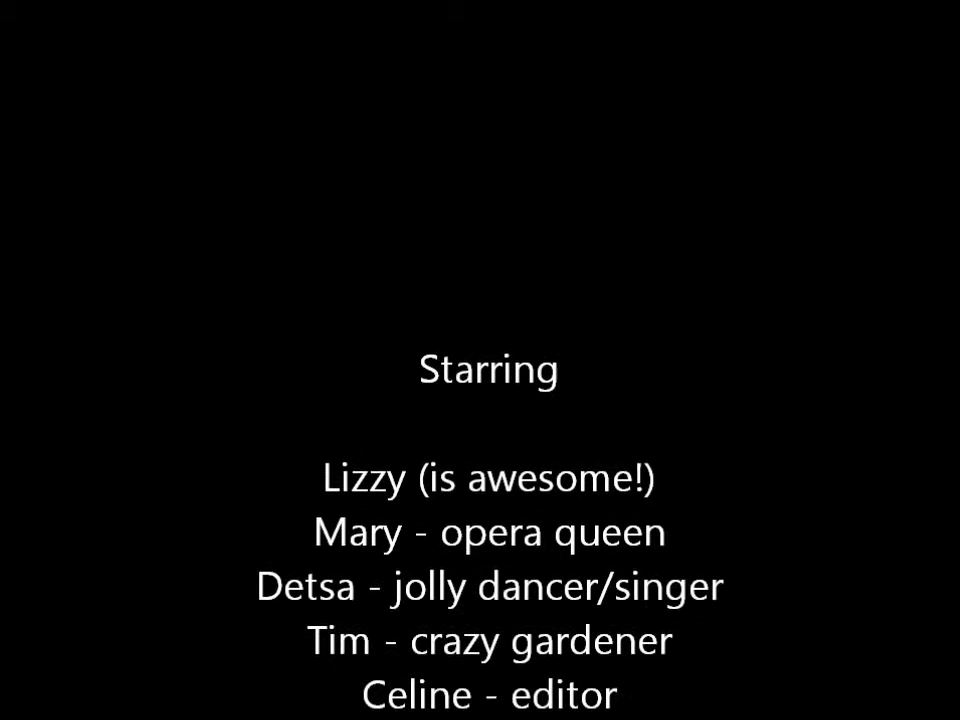 Starring
Lizzy (is awesome!)
Mary - opera queen
Detsa - jolly dancer/singer
Tim - crazy gardener
Celine - editor